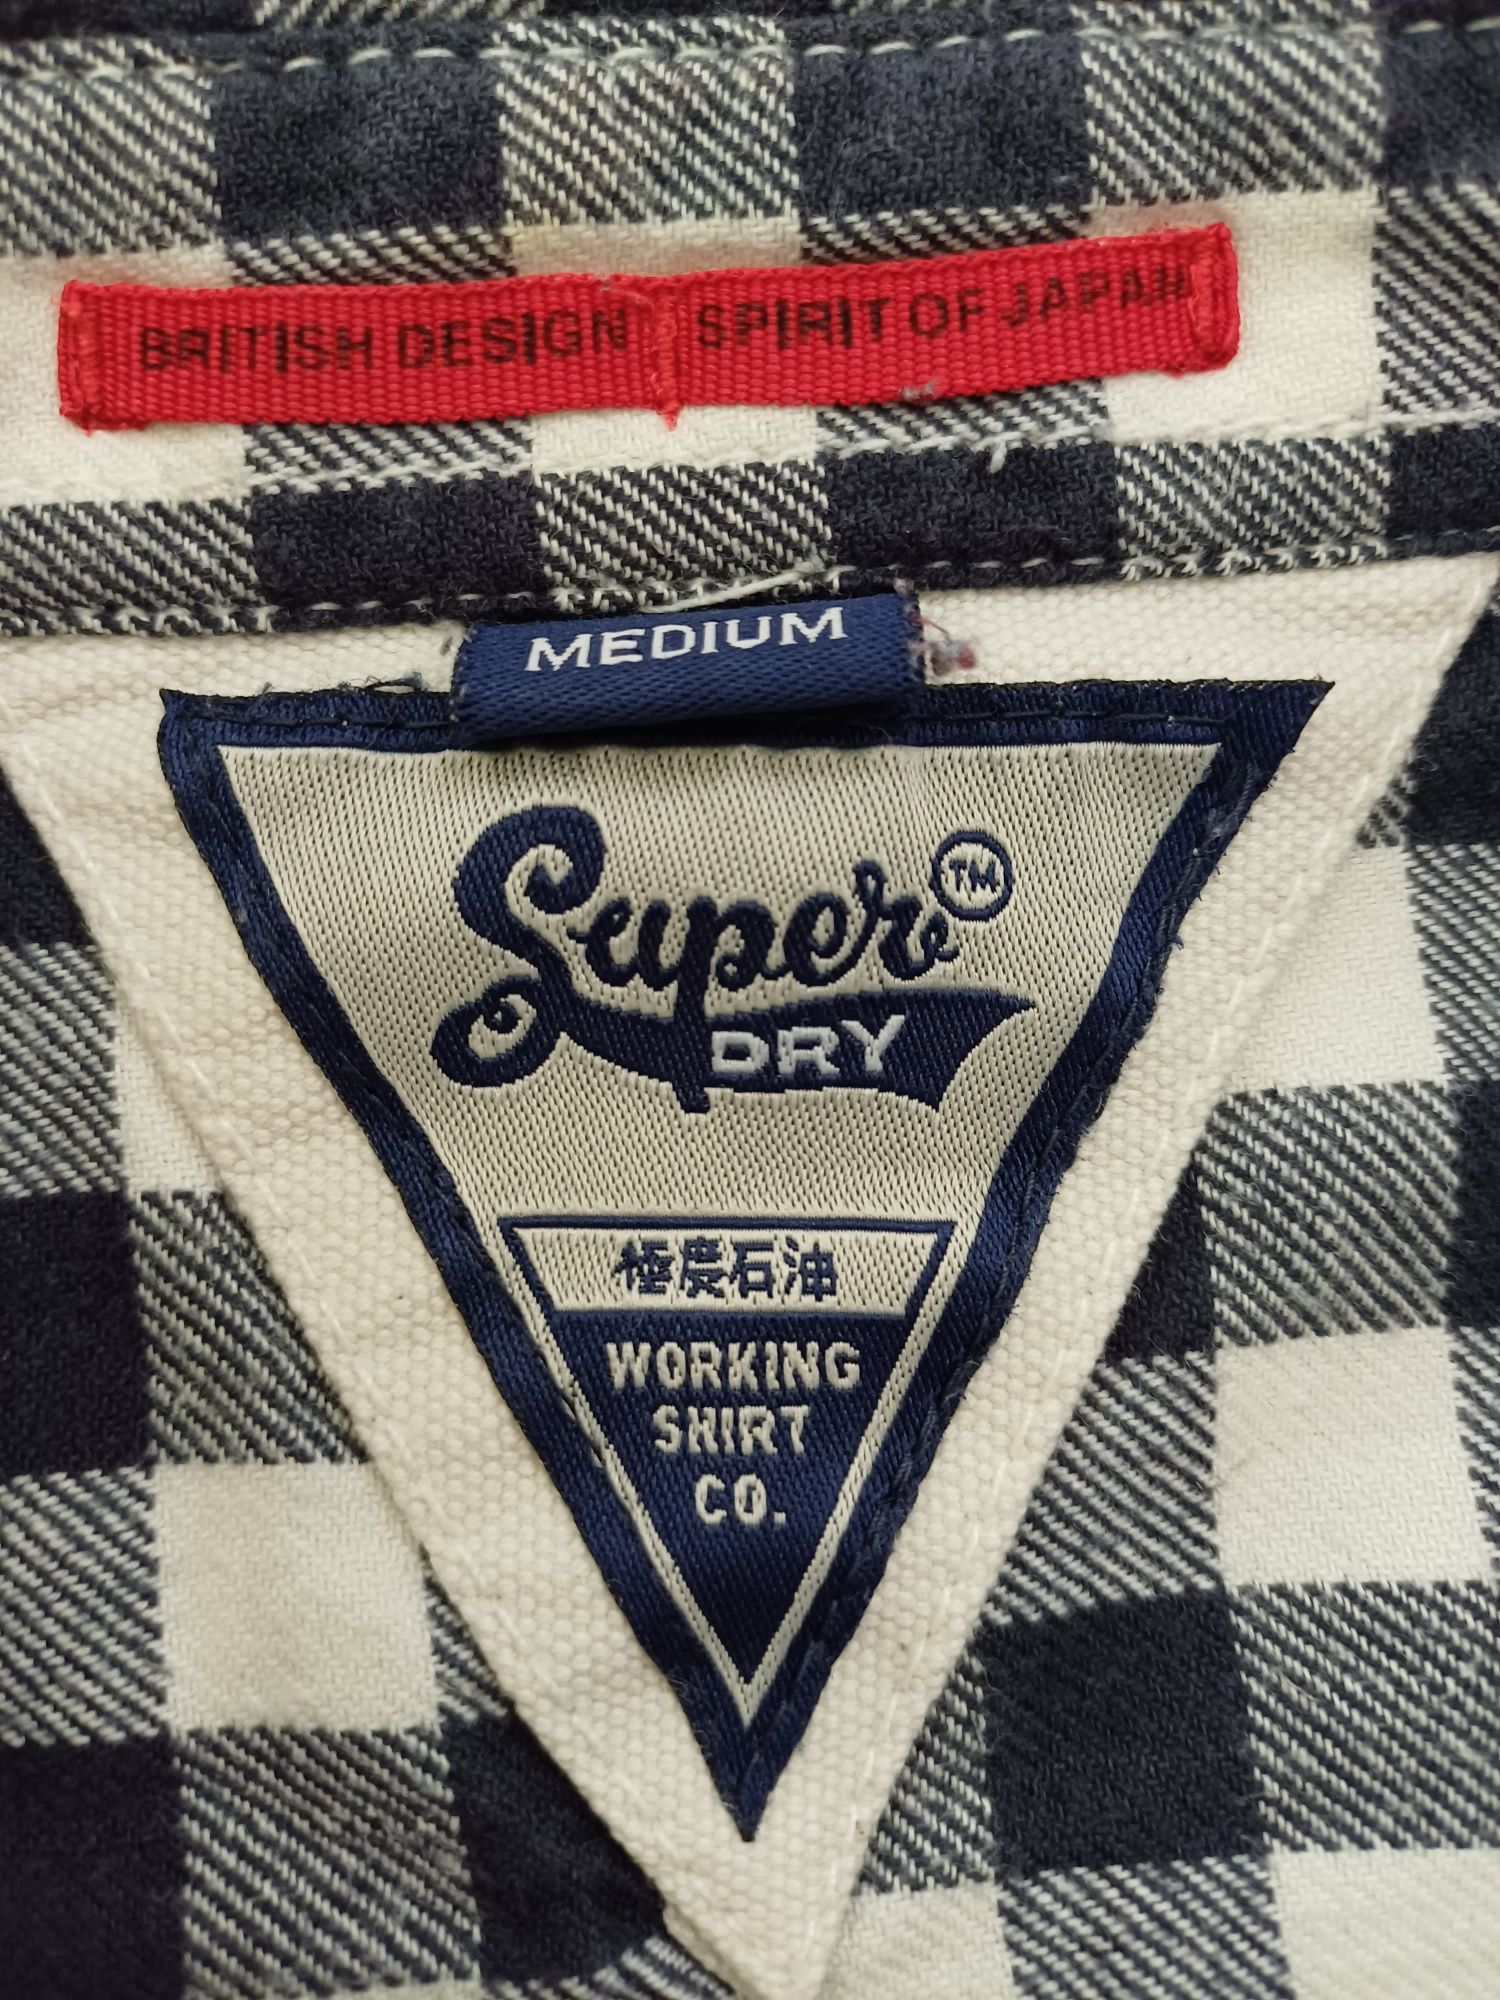 BRITISH DESIGN SPIRIT OF JAPAN
MEDIUM
Super TM
DRY
極度石油
WORKING
SHIRT
CO.